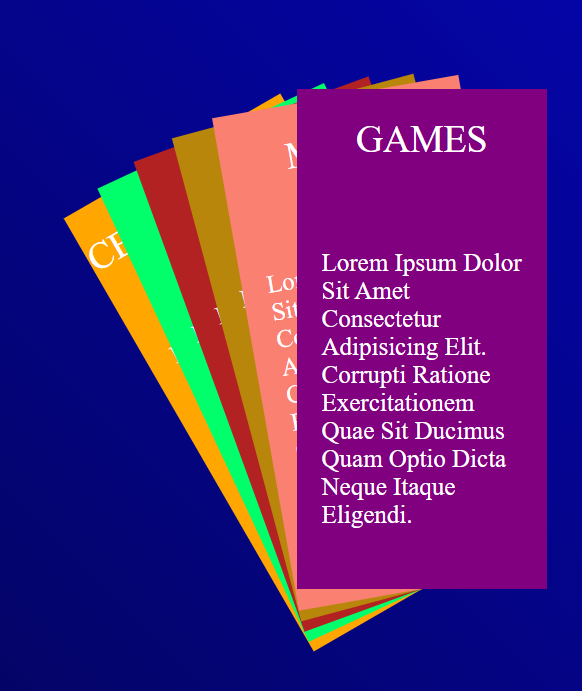 GAMES
Lorem Ipsum Dolor
Sit Amet
Consectetur
Adipisicing Elit.
Corrupti Ratione
Exercitationem
Quae Sit Ducimus
Quam Optio Dicta
Neque Itaque
Eligendi.